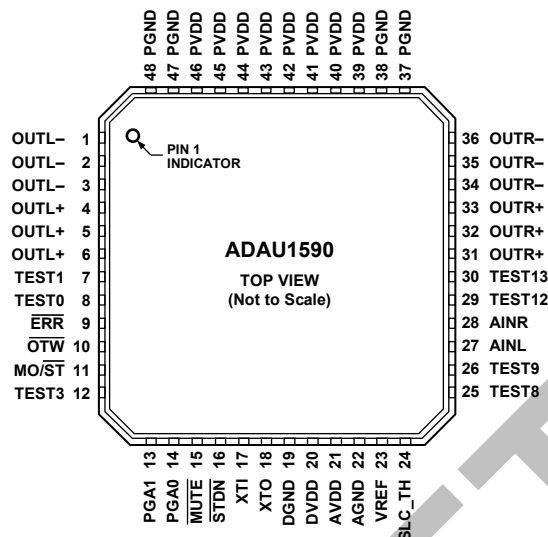 48 PGND
47 PGND
46 PVDD
45 PVDD
44 PVDD
43 PVDD
42 PVDD
41 PVDD
40 PVDD
39 PVDD
38 PGND
37 PGND
OUTL– 1
OUTL– 2
OUTL– 3
OUTL+ 4
OUTL+ 5
OUTL+ 6
TEST1 7
TEST0 8
ERR 9
OTW 10
MO/ST 11
TEST3 12
PIN 1
INDICATOR
ADAU1590
TOP VIEW
(Not to Scale)
36 OUTR–
35 OUTR–
34 OUTR–
33 OUTR+
32 OUTR+
31 OUTR+
30 TEST13
29 TEST12
28 AINR
27 AINL
26 TEST9
25 TEST8
PGA1 13
PGA0 14
MUTE 15
STDN 16
XTI 17
XTO 18
DGND 19
DVDD 20
AVDD 21
AGND 22
VREF 23
SLC_TH 24